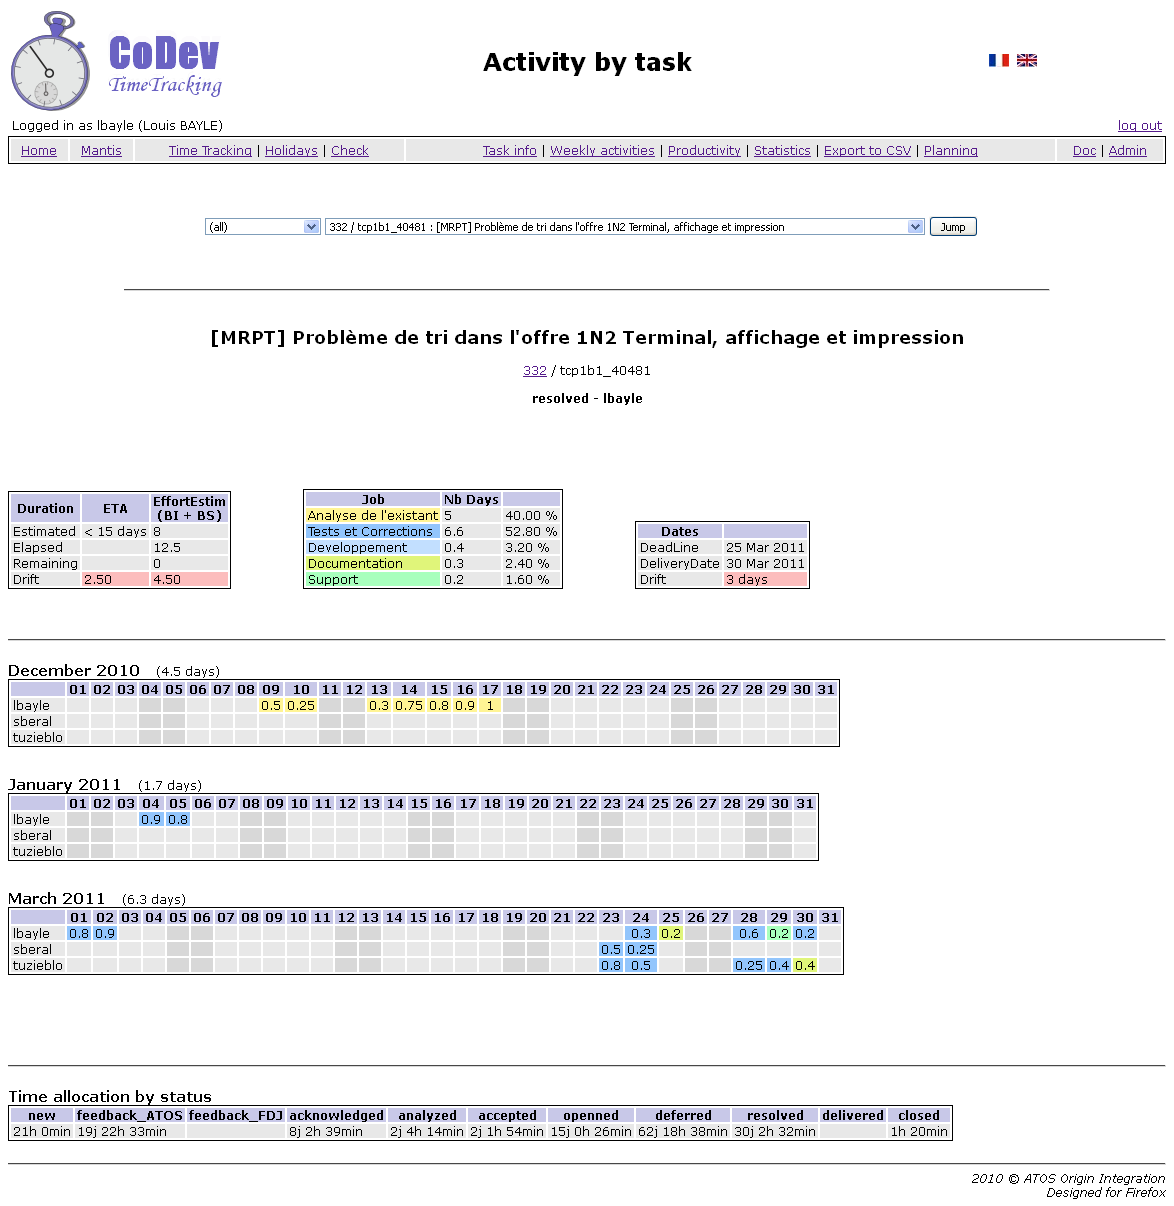 CoDev
TimeTracking
Activity by task
Logged in as lbayle (Louis BAYLE)
log out
Home Mantis Time Tracking | Holidays | Check Task info | Weekly activities | Productivity | Statistics | Export to CSV | Planning Doc | Admin
(all) 332 / tcp1b1_40481 : [MRPT] Problème de tri dans l'offre 1N2 Terminal, affichage et impression Jump
[MRPT] Problème de tri dans l'offre 1N2 Terminal, affichage et impression
332 / tcp1b1_40481
resolved - lbayle
Duration ETA EffortEstim (BI + BS)
Estimated < 15 days 8
Elapsed 12.5
Remaining 0
Drift 2.50 4.50
Job Nb Days
Analyse de l'existant 5 40.00 %
Tests et Corrections 6.6 52.80 %
Developpement 0.4 3.20 %
Documentation 0.3 2.40 %
Support 0.2 1.60 %
Dates
DeadLine 25 Mar 2011
DeliveryDate 30 Mar 2011
Drift 3 days
December 2010 (4.5 days)
01 02 03 04 05 06 07 08 09 10 11 12 13 14 15 16 17 18 19 20 21 22 23 24 25 26 27 28 29 30 31
lbayle 0.5 0.25 0.3 0.75 0.8 0.9 1
sberal
tuzieblo
January 2011 (1.7 days)
01 02 03 04 05 06 07 08 09 10 11 12 13 14 15 16 17 18 19 20 21 22 23 24 25 26 27 28 29 30 31
lbayle 0.9 0.8
sberal
tuzieblo
March 2011 (6.3 days)
01 02 03 04 05 06 07 08 09 10 11 12 13 14 15 16 17 18 19 20 21 22 23 24 25 26 27 28 29 30 31
lbayle 0.8 0.9 0.3 0.2 0.6 0.2 0.2
sberal 0.5 0.25
tuzieblo 0.8 0.5 0.25 0.4 0.4
Time allocation by status
new feedback_ATOS feedback_FDJ acknowledged analyzed accepted openned deferred resolved delivered closed
21h 0min 19j 22h 33min 8j 2h 39min 2j 4h 14min 2j 1h 54min 15j 0h 26min 62j 18h 38min 30j 2h 32min 1h 20min
2010 © ATOS Origin Integration
Designed for Firefox